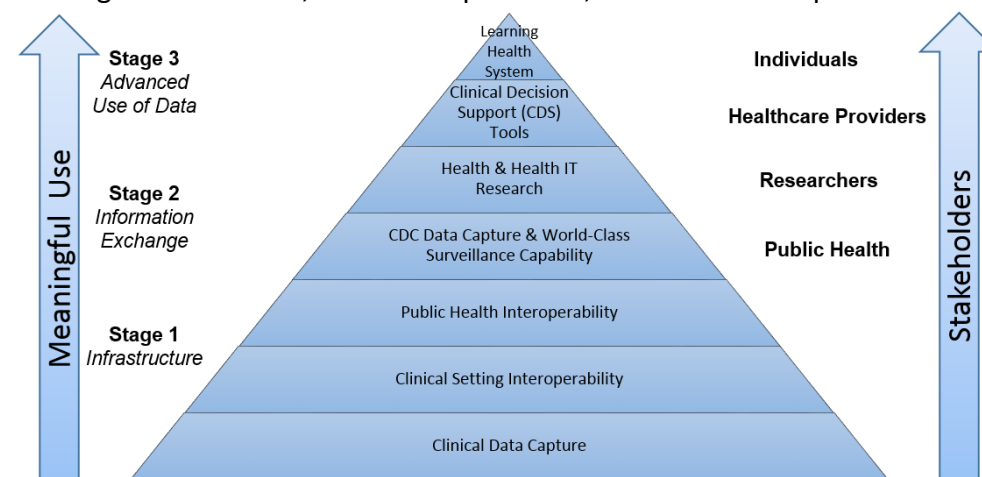 Learning
Health
System
Clinical Decision
Support (CDS)
Tools
Health & Health IT
Research
CDC Data Capture & World-Class
Surveillance Capability
Public Health Interoperability
Clinical Setting Interoperability
Clinical Data Capture
Meaningful Use
Stage 3
Advanced
Use of Data
Stage 2
Information
Exchange
Stage 1
Infrastructure
Individuals
Healthcare Providers
Researchers
Public Health
Stakeholders